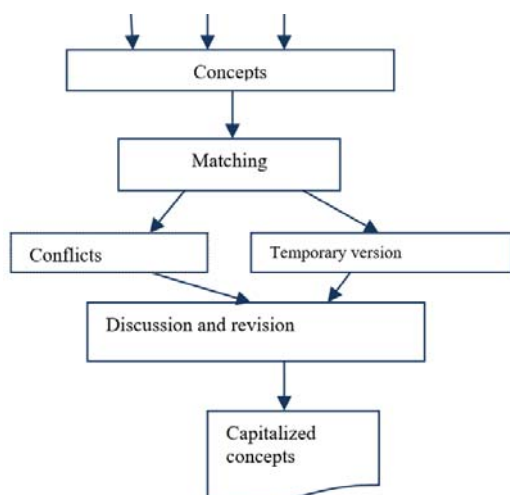 Concepts
Matching
Conflicts
Temporary version
Discussion and revision
Capitalized
concepts